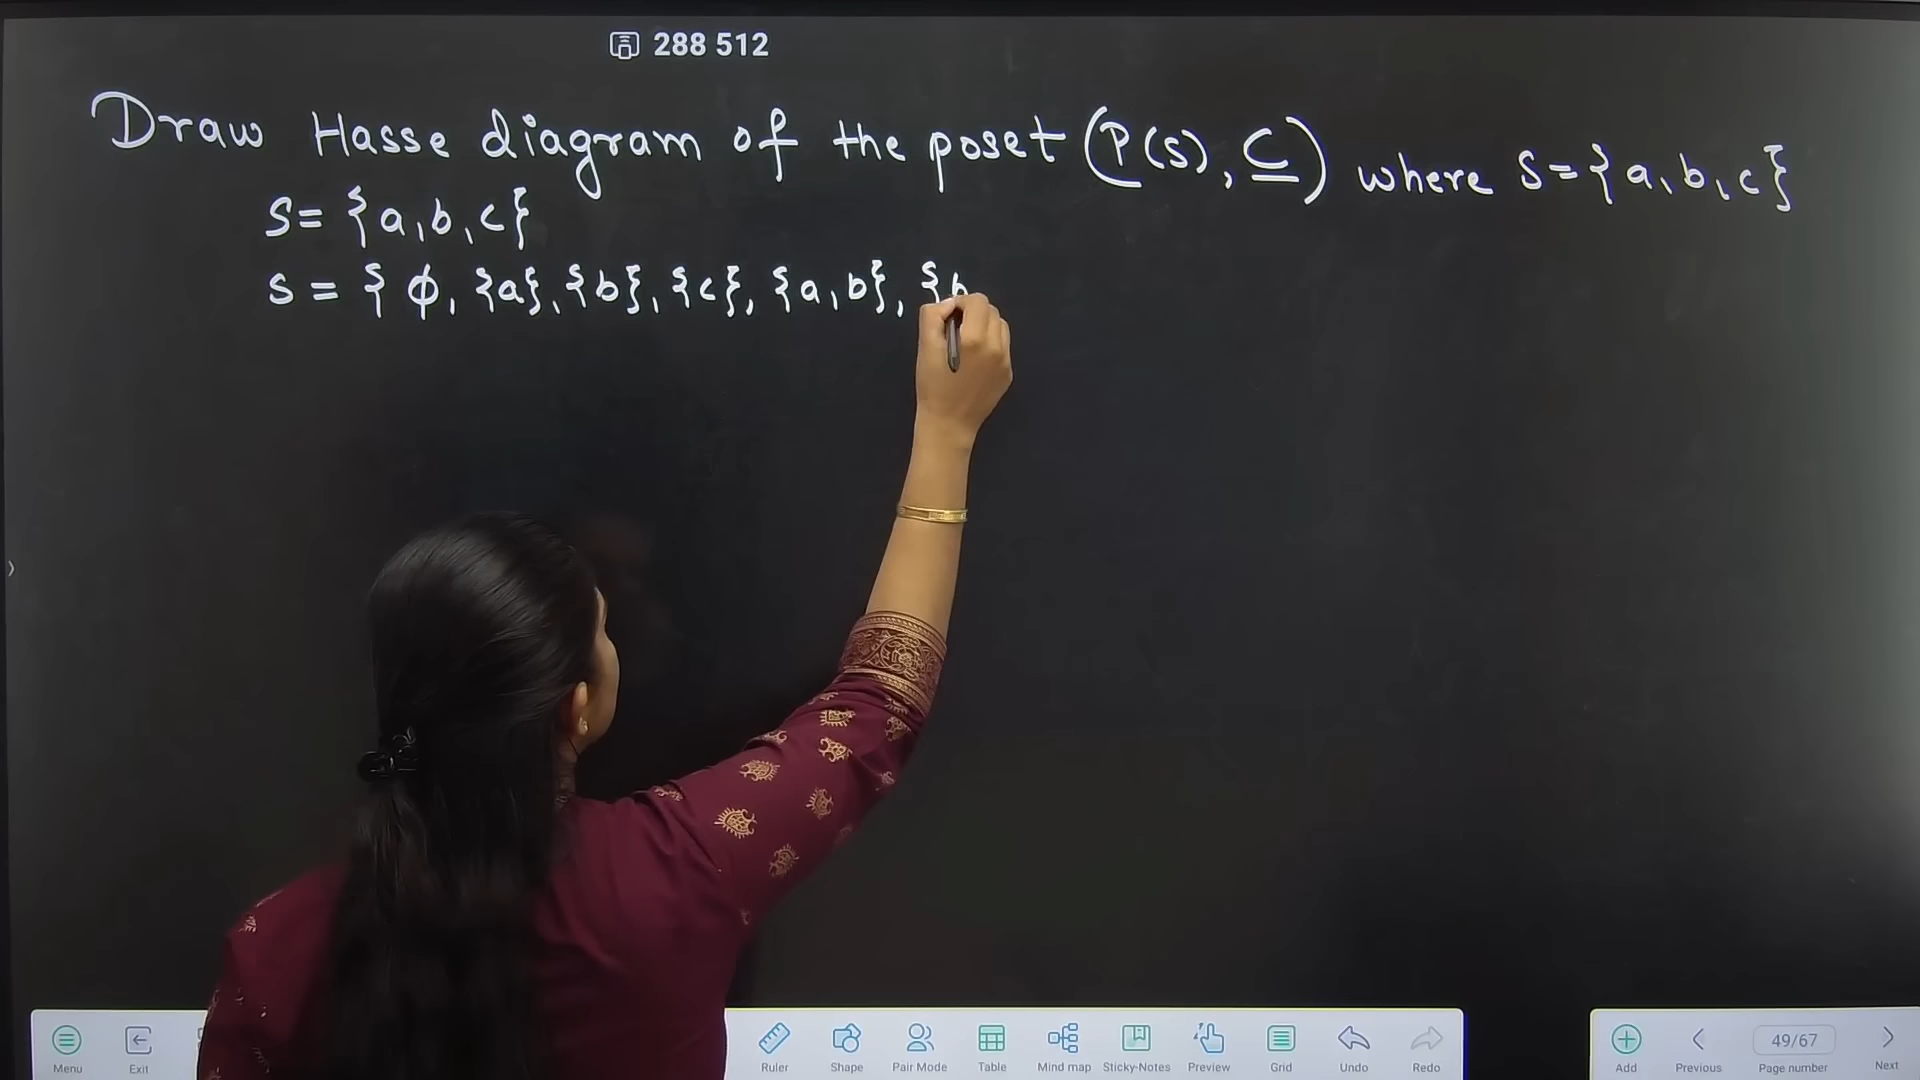 288 512
Draw Hasse diagram of the poset (P(S), ⊆) where S={a,b,c}
S={a,b,c}
S = { ϕ, {a},{b},{c}, {a,b}, {b
Menu
Exit
Ruler
Shape
Pair Mode
Table
Mind map
Sticky-Notes
Preview
Grid
Undo
Redo
Add
Previous
49/67
Page number
Next